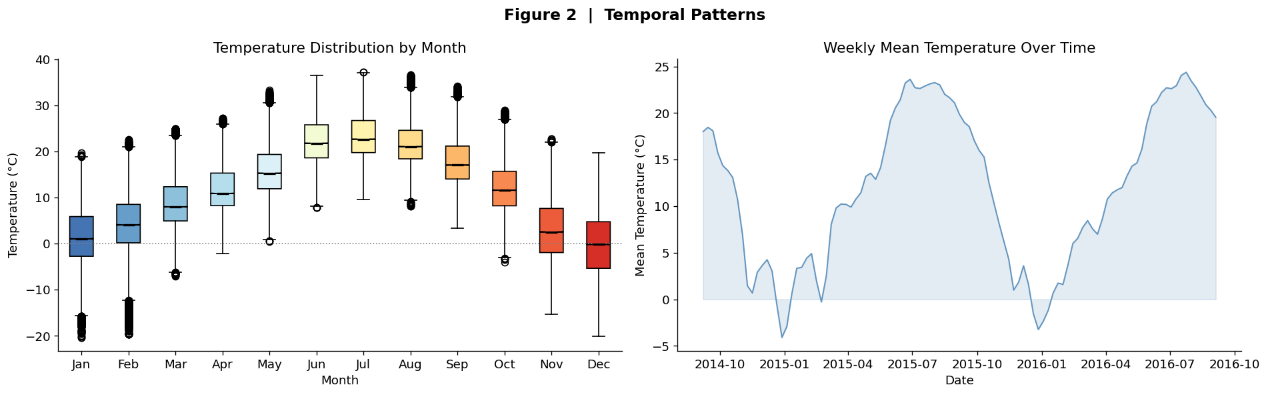 Figure 2 | Temporal Patterns
Temperature Distribution by Month
Temperature (°C)
40
30
20
10
0
−10
−20
Jan Feb Mar Apr May Jun Jul Aug Sep Oct Nov Dec
Month
Weekly Mean Temperature Over Time
Mean Temperature (°C)
25
20
15
10
5
0
−5
2014-10 2015-01 2015-04 2015-07 2015-10 2016-01 2016-04 2016-07 2016-10
Date